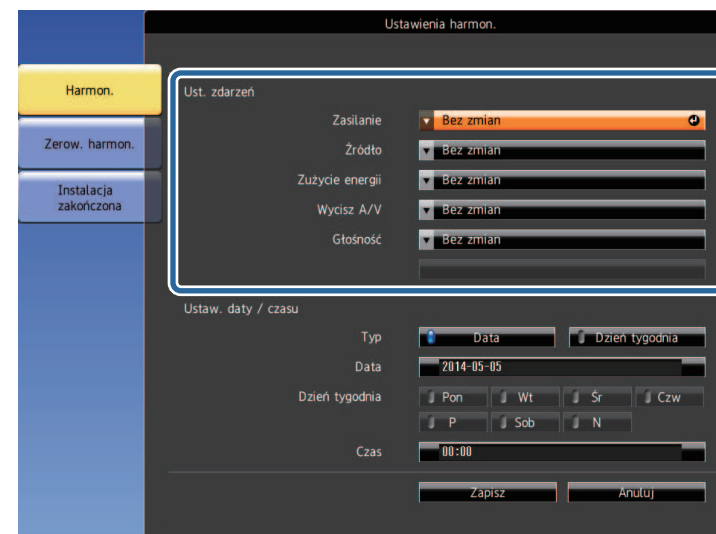 Ustawienia harmon.
Harmon.
Zerow. harmon.
Instalacja
zakończona
Ust. zdarzeń
Zasilanie Bez zmian
Źródło Bez zmian
Zużycie energii Bez zmian
Wycisz A/V Bez zmian
Głośność Bez zmian
Ustaw. daty / czasu
Typ Data Dzień tygodnia
Data 2014-05-05
Dzień tygodnia Pon Wt Śr Czw
P Sob N
Czas 00:00
Zapisz Anuluj